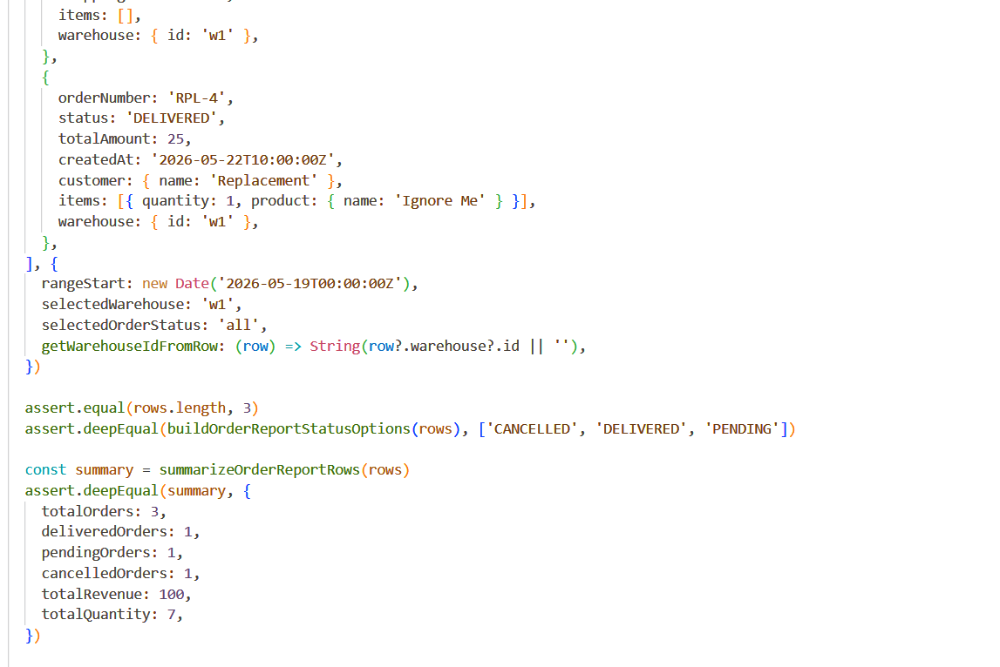 items: [],
warehouse: { id: 'w1' },
},
{
orderNumber: 'RPL-4',
status: 'DELIVERED',
totalAmount: 25,
createdAt: '2026-05-22T10:00:00Z',
customer: { name: 'Replacement' },
items: [{ quantity: 1, product: { name: 'Ignore Me' } }],
warehouse: { id: 'w1' },
},
], {
rangeStart: new Date('2026-05-19T00:00:00Z'),
selectedWarehouse: 'w1',
selectedOrderStatus: 'all',
getWarehouseIdFromRow: (row) => String(row?.warehouse?.id || ''),
})
assert.equal(rows.length, 3)
assert.deepEqual(buildOrderReportStatusOptions(rows), ['CANCELLED', 'DELIVERED', 'PENDING'])
const summary = summarizeOrderReportRows(rows)
assert.deepEqual(summary, {
totalOrders: 3,
deliveredOrders: 1,
pendingOrders: 1,
cancelledOrders: 1,
totalRevenue: 100,
totalQuantity: 7,
})